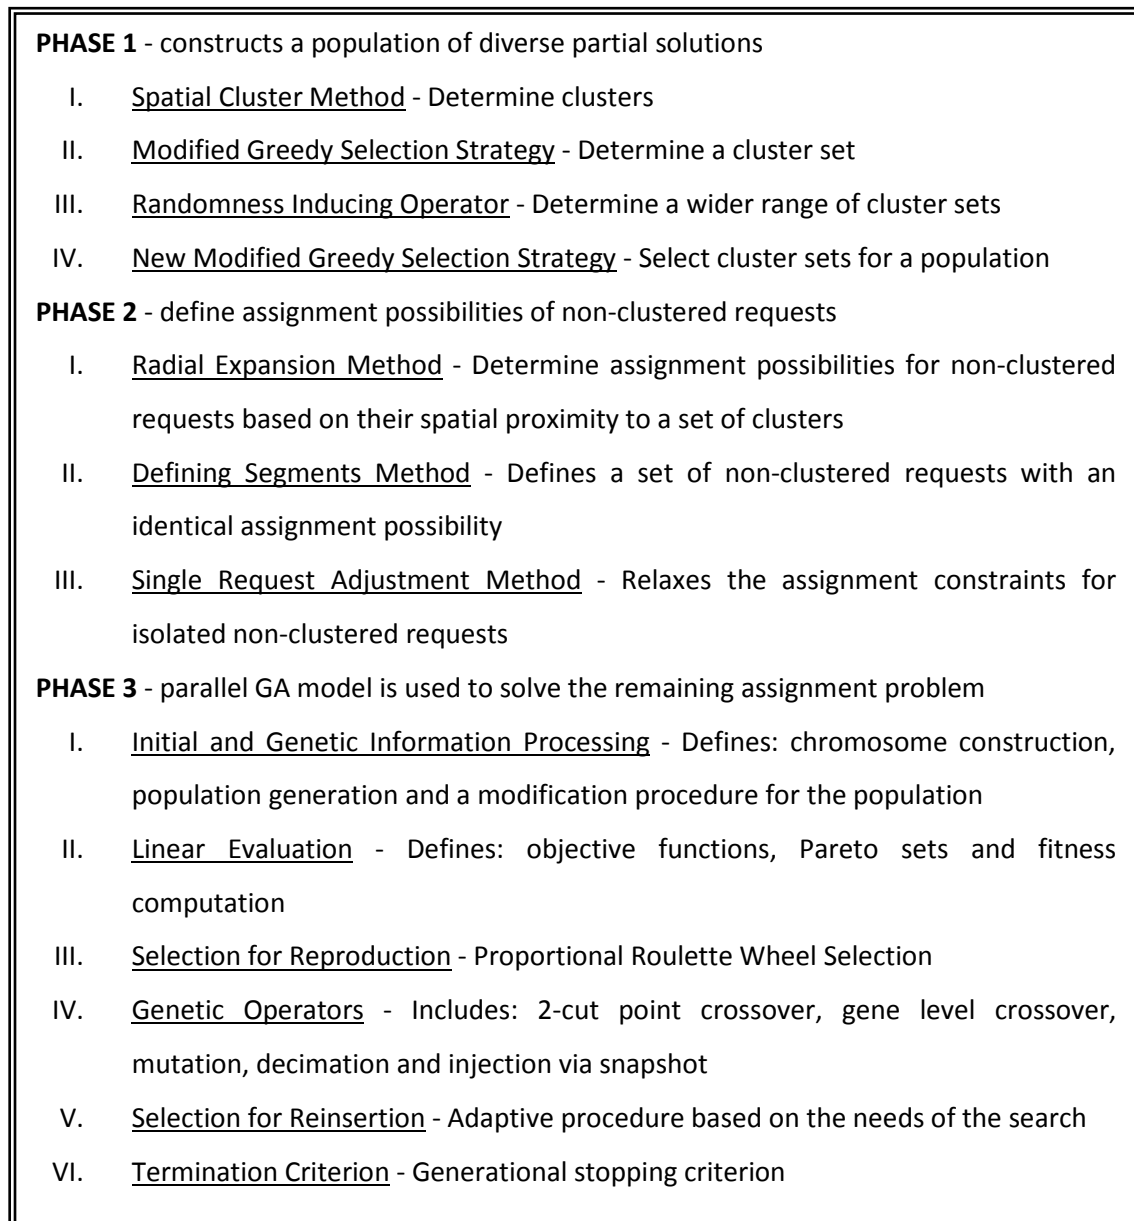 PHASE 1 - constructs a population of diverse partial solutions
I. Spatial Cluster Method - Determine clusters
II. Modified Greedy Selection Strategy - Determine a cluster set
III. Randomness Inducing Operator - Determine a wider range of cluster sets
IV. New Modified Greedy Selection Strategy - Select cluster sets for a population
PHASE 2 - define assignment possibilities of non-clustered requests
I. Radial Expansion Method - Determine assignment possibilities for non-clustered
requests based on their spatial proximity to a set of clusters
II. Defining Segments Method - Defines a set of non-clustered requests with an
identical assignment possibility
III. Single Request Adjustment Method - Relaxes the assignment constraints for
isolated non-clustered requests
PHASE 3 - parallel GA model is used to solve the remaining assignment problem
I. Initial and Genetic Information Processing - Defines: chromosome construction,
population generation and a modification procedure for the population
II. Linear Evaluation - Defines: objective functions, Pareto sets and fitness
computation
III. Selection for Reproduction - Proportional Roulette Wheel Selection
IV. Genetic Operators - Includes: 2-cut point crossover, gene level crossover,
mutation, decimation and injection via snapshot
V. Selection for Reinsertion - Adaptive procedure based on the needs of the search
VI. Termination Criterion - Generational stopping criterion